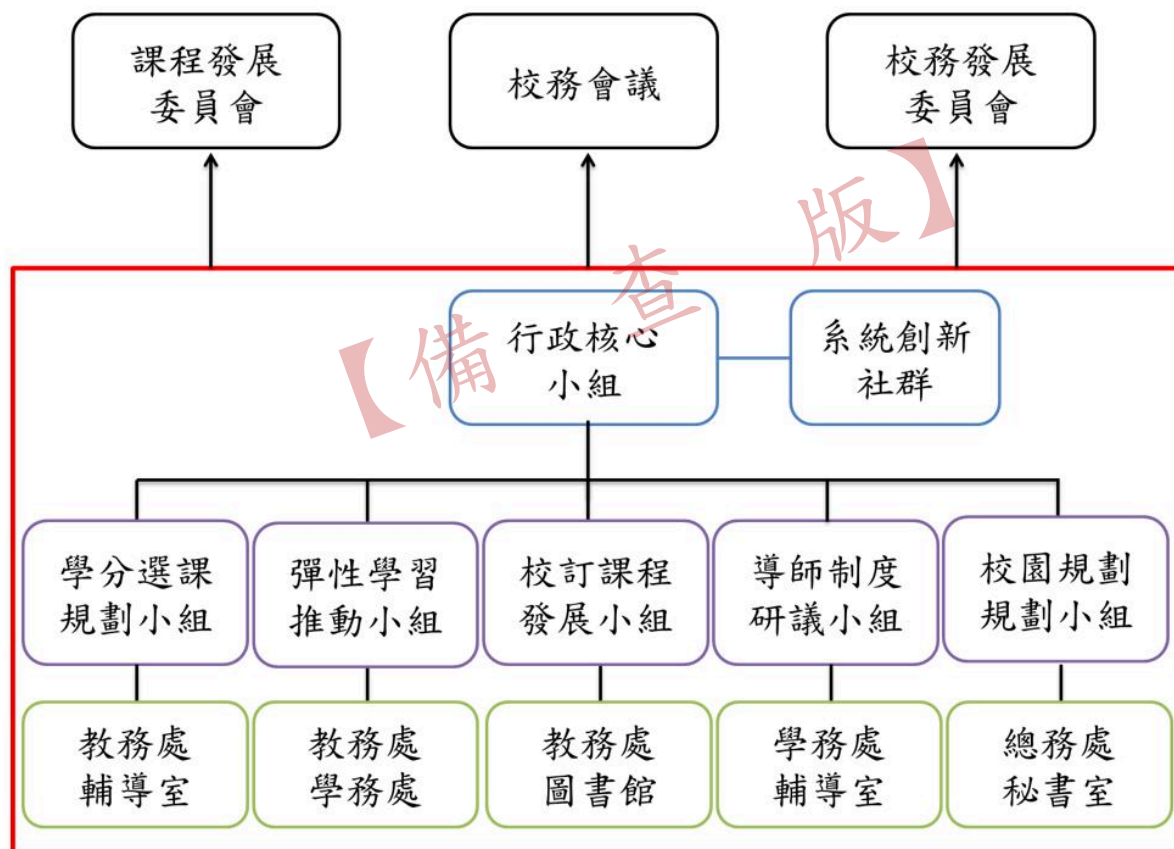 課程發展
委員會
校務會議
校務發展
委員會
【備查版】
行政核心
小組
系統創新
社群
學分選課
規劃小組
彈性學習
推動小組
校訂課程
發展小組
導師制度
研議小組
校園規劃
規劃小組
教務處
輔導室
教務處
學務處
教務處
圖書館
學務處
輔導室
總務處
秘書室